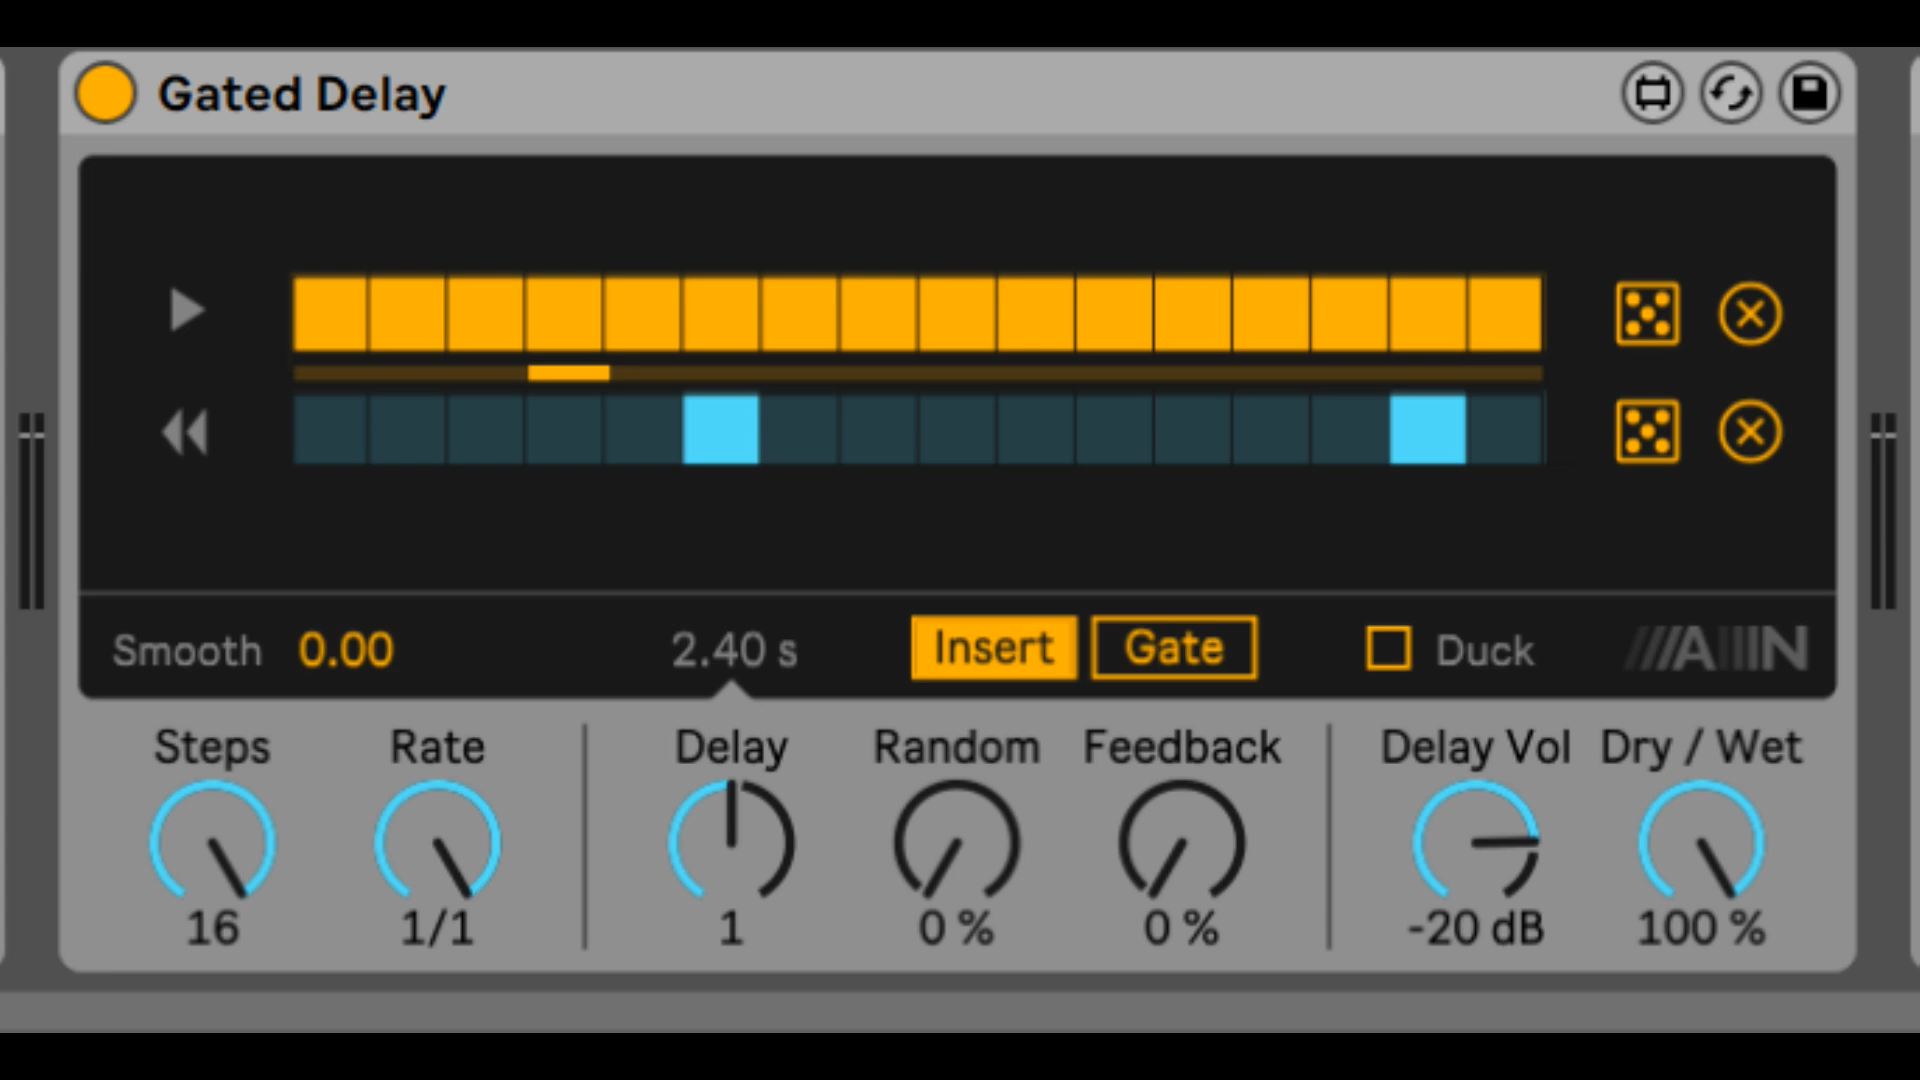 Gated Delay
Smooth 0.00 2.40 s Insert Gate Duck
Steps Rate Delay Random Feedback Delay Vol Dry / Wet
16 1/1 1 0 % 0 % -20 dB 100 %